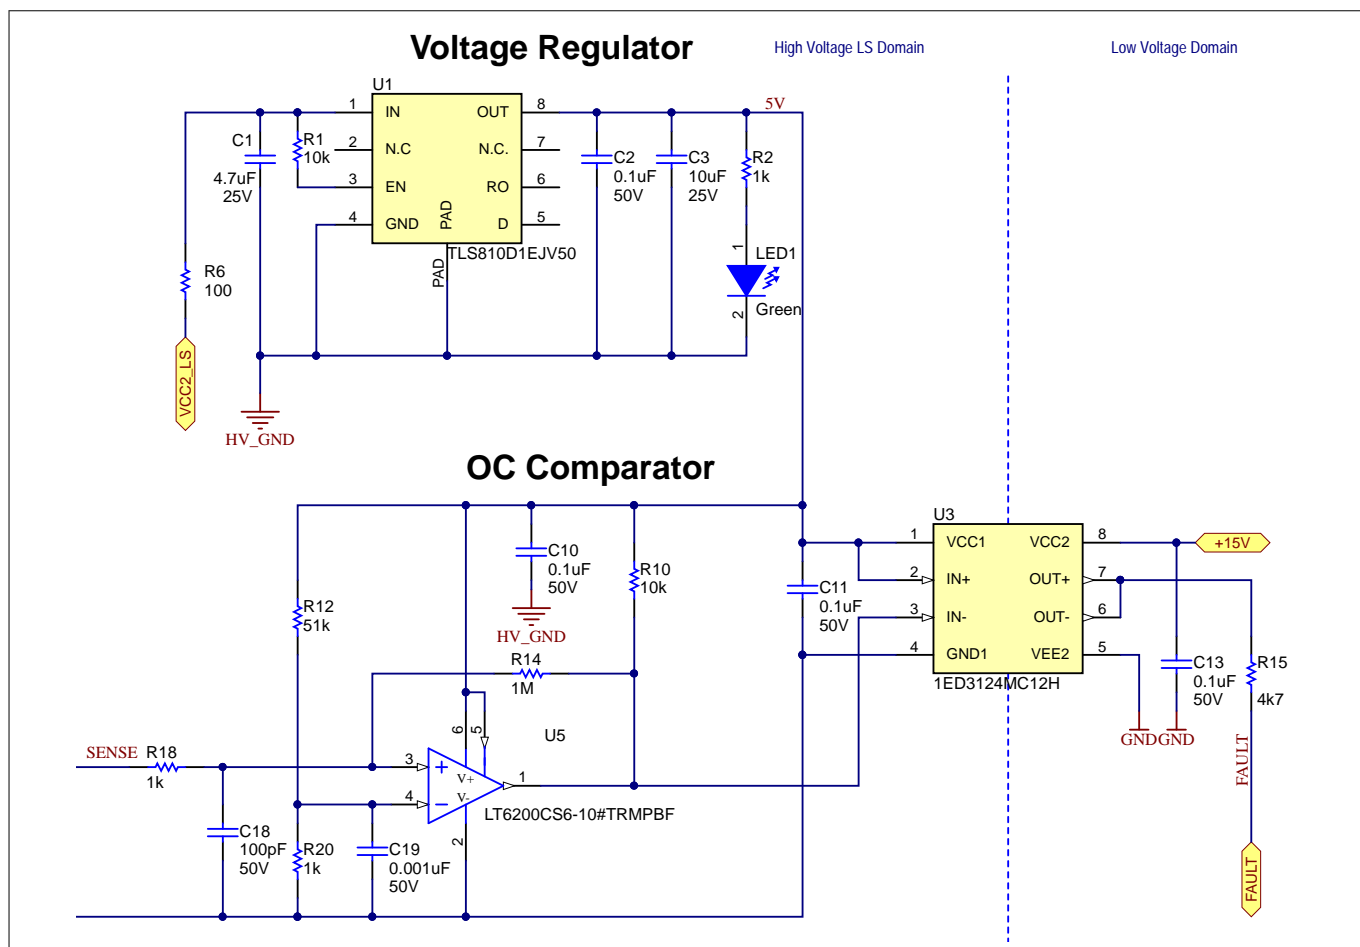 Voltage Regulator
High Voltage LS Domain
Low Voltage Domain
U1
1
IN
OUT
8
5V
C1
4.7uF
25V
R1
10k
2
N.C
N.C.
7
3
EN
RO
6
4
GND
D
5
PAD
PAD
TLS810D1EJV50
C2
0.1uF
50V
C3
10uF
25V
R2
1k
1
LED1
2
Green
R6
100
VCC2_LS
HV_GND
OC Comparator
C10
0.1uF
50V
HV_GND
R10
10k
R12
51k
R14
1M
C11
0.1uF
50V
U3
1
VCC1
VCC2
8
+15V
2
IN+
OUT+
7
3
IN-
OUT-
6
4
GND1
VEE2
5
1ED3124MC12H
C13
0.1uF
50V
R15
4k7
GND
GND
FAULT
FAULT
SENSE
R18
1k
6
5
U5
3
+
V+
1
4
−
V-
2
LT6200CS6-10#TRMPBF
C18
100pF
50V
R20
1k
C19
0.001uF
50V